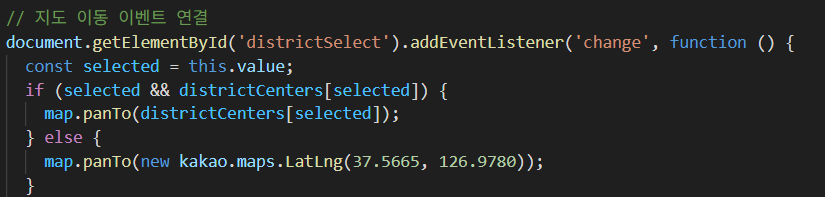 // 지도 이동 이벤트 연결
document.getElementById('districtSelect').addEventListener('change', function () {
const selected = this.value;
if (selected && districtCenters[selected]) {
map.panTo(districtCenters[selected]);
} else {
map.panTo(new kakao.maps.LatLng(37.5665, 126.9780));
}